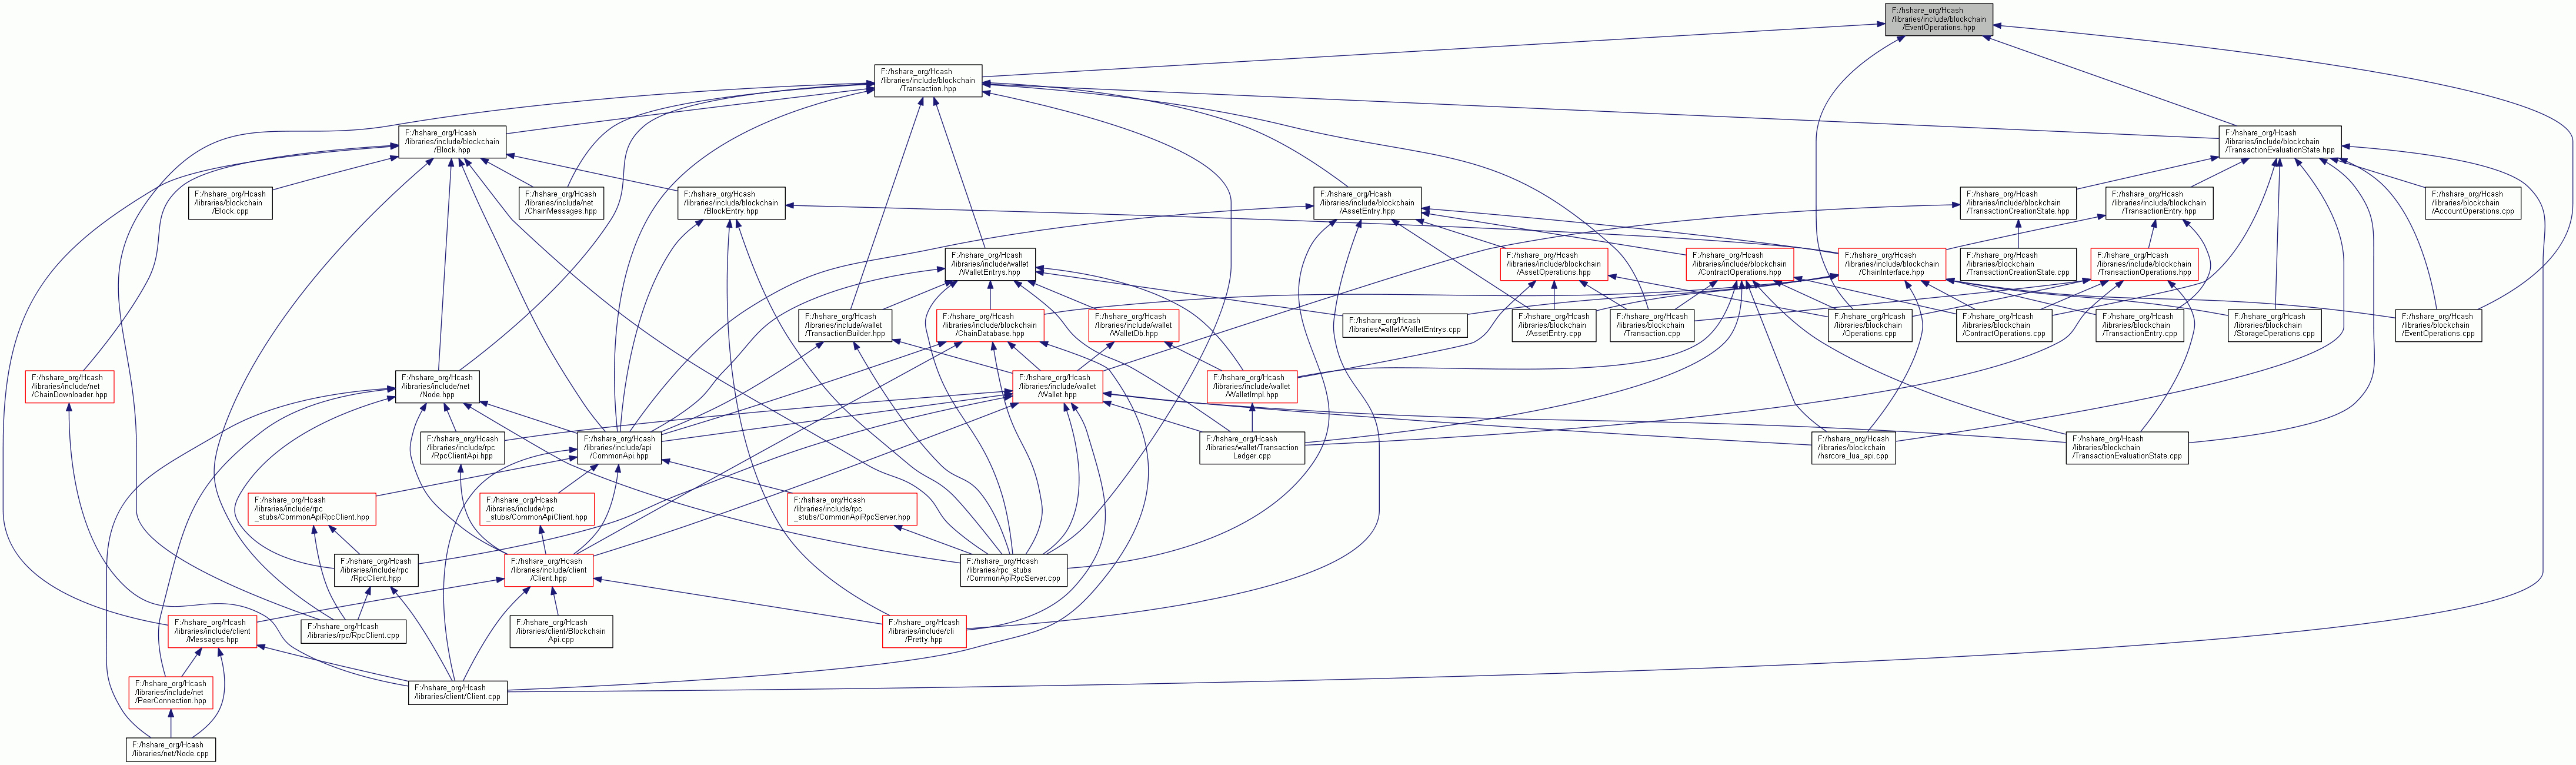 F:/hshare_org/Hcash
/libraries/include/blockchain
/EventOperations.hpp
F:/hshare_org/Hcash
/libraries/include/blockchain
/Transaction.hpp
F:/hshare_org/Hcash
/libraries/include/blockchain
/Block.hpp
F:/hshare_org/Hcash
/libraries/include/blockchain
/TransactionEvaluationState.hpp
F:/hshare_org/Hcash
/libraries/blockchain
/Block.cpp
F:/hshare_org/Hcash
/libraries/include/net
/ChainMessages.hpp
F:/hshare_org/Hcash
/libraries/include/blockchain
/BlockEntry.hpp
F:/hshare_org/Hcash
/libraries/include/blockchain
/AssetEntry.hpp
F:/hshare_org/Hcash
/libraries/include/blockchain
/TransactionCreationState.hpp
F:/hshare_org/Hcash
/libraries/include/blockchain
/TransactionEntry.hpp
F:/hshare_org/Hcash
/libraries/blockchain
/AccountOperations.cpp
F:/hshare_org/Hcash
/libraries/include/wallet
/WalletEntrys.hpp
F:/hshare_org/Hcash
/libraries/include/blockchain
/AssetOperations.hpp
F:/hshare_org/Hcash
/libraries/include/blockchain
/ContractOperations.hpp
F:/hshare_org/Hcash
/libraries/include/blockchain
/ChainInterface.hpp
F:/hshare_org/Hcash
/libraries/blockchain
/TransactionCreationState.cpp
F:/hshare_org/Hcash
/libraries/include/blockchain
/TransactionOperations.hpp
F:/hshare_org/Hcash
/libraries/include/wallet
/TransactionBuilder.hpp
F:/hshare_org/Hcash
/libraries/include/blockchain
/ChainDatabase.hpp
F:/hshare_org/Hcash
/libraries/include/wallet
/WalletDb.hpp
F:/hshare_org/Hcash
/libraries/wallet/WalletEntrys.cpp
F:/hshare_org/Hcash
/libraries/blockchain
/AssetEntry.cpp
F:/hshare_org/Hcash
/libraries/blockchain
/Transaction.cpp
F:/hshare_org/Hcash
/libraries/blockchain
/Operations.cpp
F:/hshare_org/Hcash
/libraries/blockchain
/ContractOperations.cpp
F:/hshare_org/Hcash
/libraries/blockchain
/TransactionEntry.cpp
F:/hshare_org/Hcash
/libraries/blockchain
/StorageOperations.cpp
F:/hshare_org/Hcash
/libraries/blockchain
/EventOperations.cpp
F:/hshare_org/Hcash
/libraries/include/net
/ChainDownloader.hpp
F:/hshare_org/Hcash
/libraries/include/net
/Node.hpp
F:/hshare_org/Hcash
/libraries/include/wallet
/Wallet.hpp
F:/hshare_org/Hcash
/libraries/include/wallet
/WalletImpl.hpp
F:/hshare_org/Hcash
/libraries/include/rpc
/RpcClientApi.hpp
F:/hshare_org/Hcash
/libraries/include/api
/CommonApi.hpp
F:/hshare_org/Hcash
/libraries/wallet/Transaction
Ledger.cpp
F:/hshare_org/Hcash
/libraries/blockchain
/hsrcore_lua_api.cpp
F:/hshare_org/Hcash
/libraries/blockchain
/TransactionEvaluationState.cpp
F:/hshare_org/Hcash
/libraries/include/rpc
_stubs/CommonApiRpcClient.hpp
F:/hshare_org/Hcash
/libraries/include/rpc
_stubs/CommonApiClient.hpp
F:/hshare_org/Hcash
/libraries/include/rpc
_stubs/CommonApiRpcServer.hpp
F:/hshare_org/Hcash
/libraries/include/rpc
/RpcClient.hpp
F:/hshare_org/Hcash
/libraries/include/client
/Client.hpp
F:/hshare_org/Hcash
/libraries/rpc_stubs
/CommonApiRpcServer.cpp
F:/hshare_org/Hcash
/libraries/include/client
/Messages.hpp
F:/hshare_org/Hcash
/libraries/rpc/RpcClient.cpp
F:/hshare_org/Hcash
/libraries/client/Blockchain
Api.cpp
F:/hshare_org/Hcash
/libraries/include/cli
/Pretty.hpp
F:/hshare_org/Hcash
/libraries/include/net
/PeerConnection.hpp
F:/hshare_org/Hcash
/libraries/client/Client.cpp
F:/hshare_org/Hcash
/libraries/net/Node.cpp